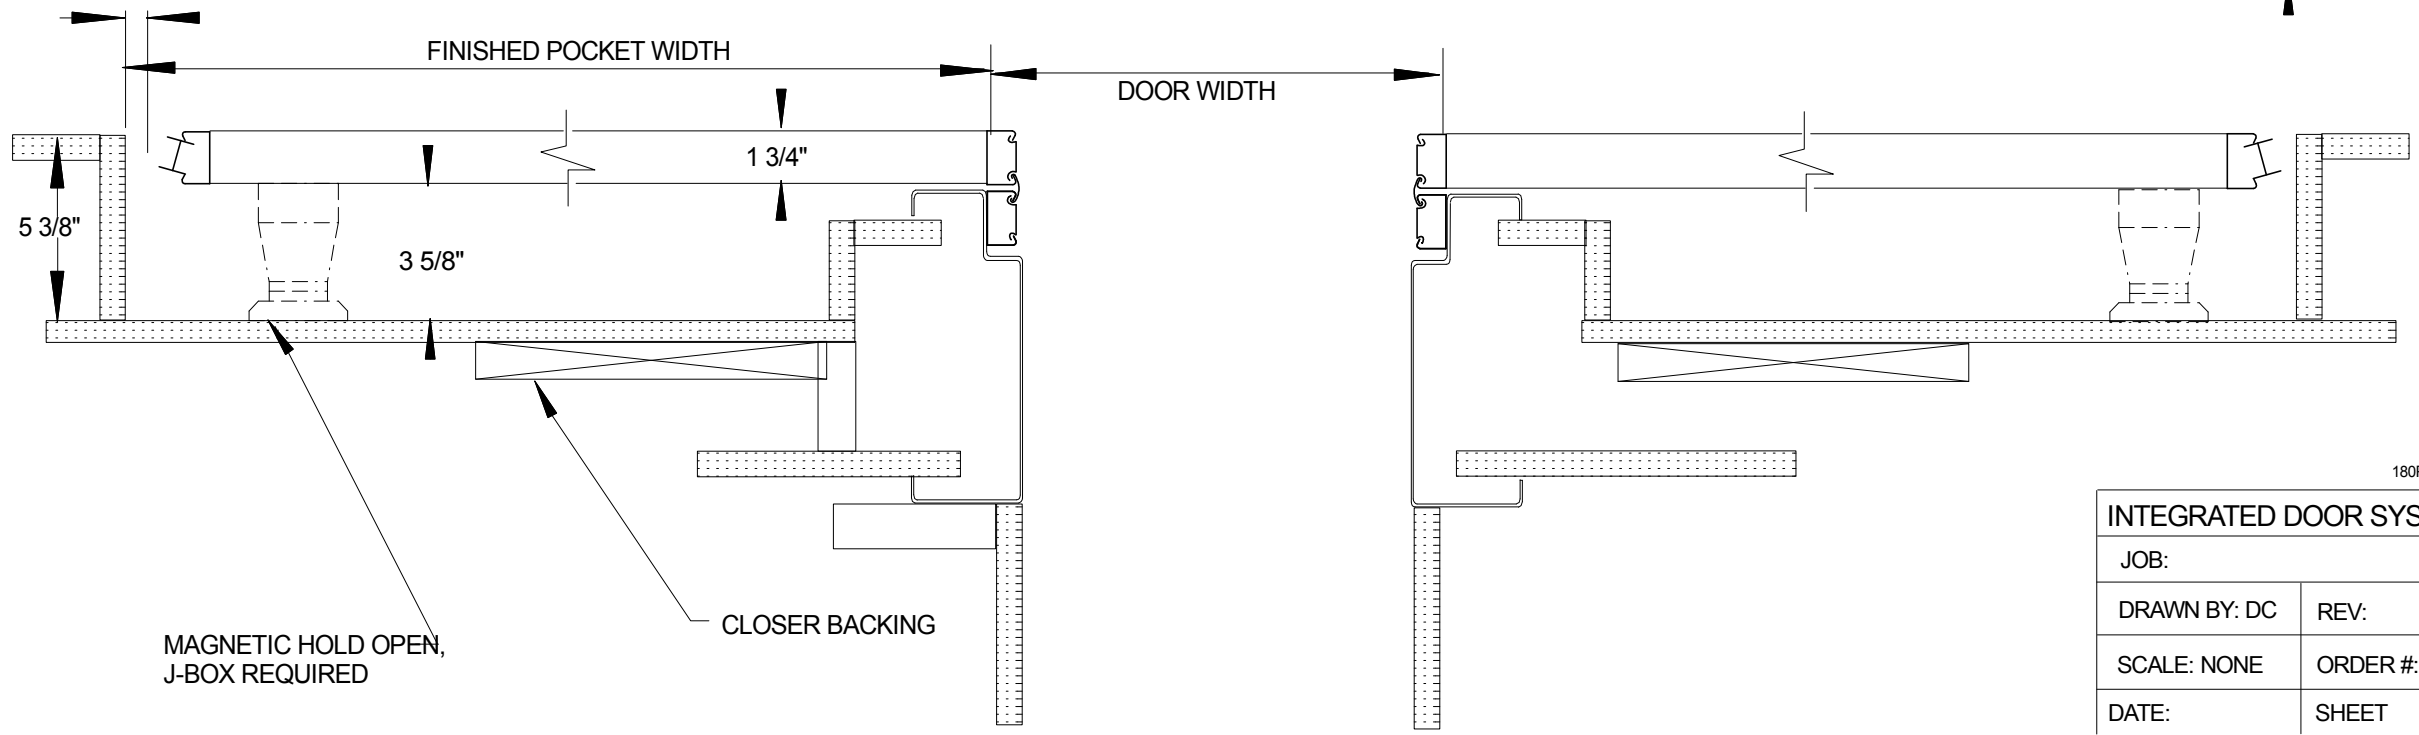 FINISHED POCKET WIDTH
DOOR WIDTH
1 3/4"
5 3/8"
3 5/8"
MAGNETIC HOLD OPEN,
J-BOX REQUIRED
CLOSER BACKING
INTEGRATED DOOR SYS
JOB:
DRAWN BY: DC REV:
SCALE: NONE ORDER #:
DATE: SHEET